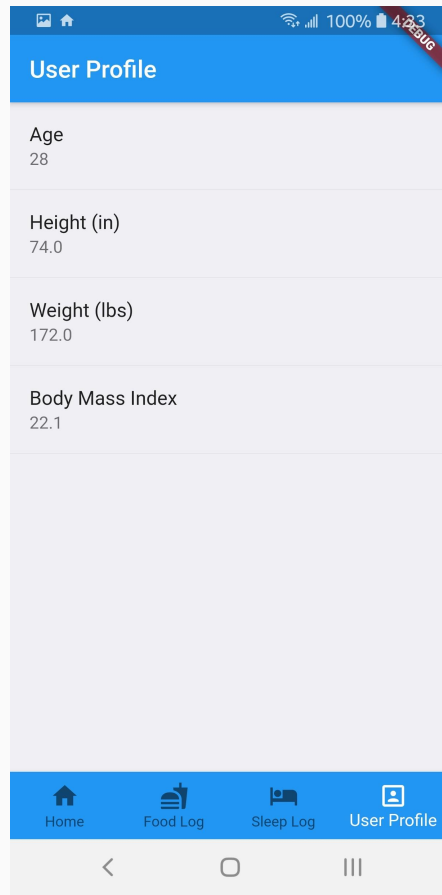 100% 4:33
DEBUG
User Profile
Age
28
Height (in)
74.0
Weight (lbs)
172.0
Body Mass Index
22.1
Home Food Log Sleep Log User Profile